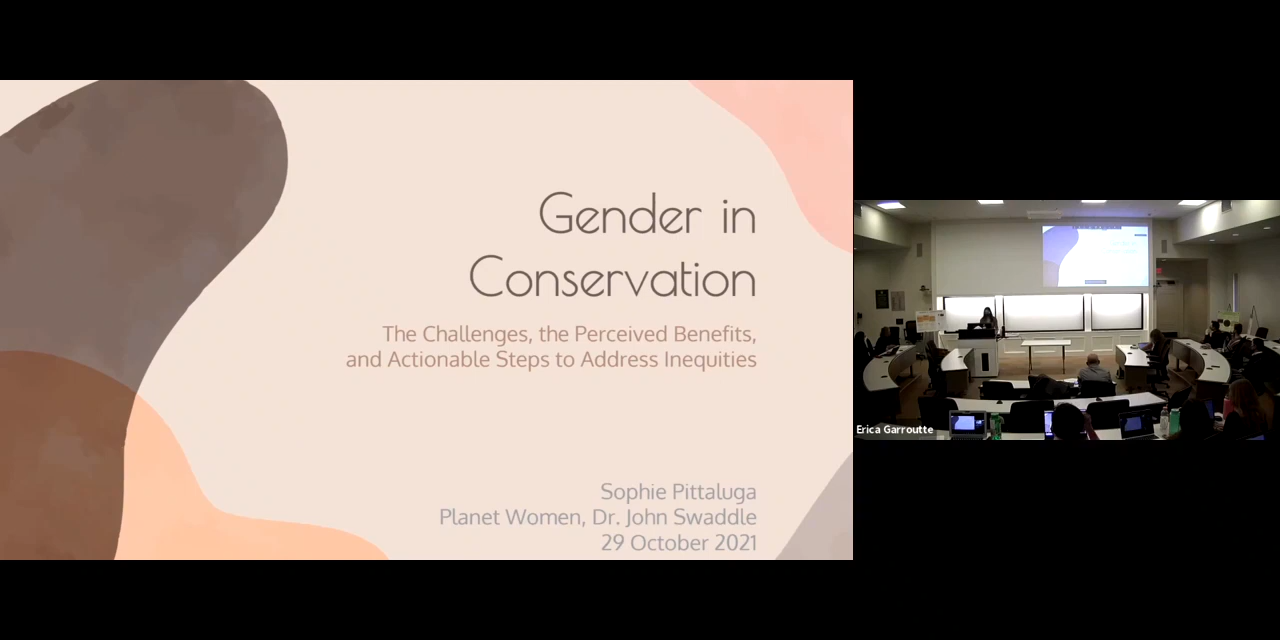 Gender in
Conservation
The Challenges, the Perceived Benefits,
and Actionable Steps to Address Inequities
Sophie Pittaluga
Planet Women, Dr. John Swaddle
29 October 2021
Erica Garroutte